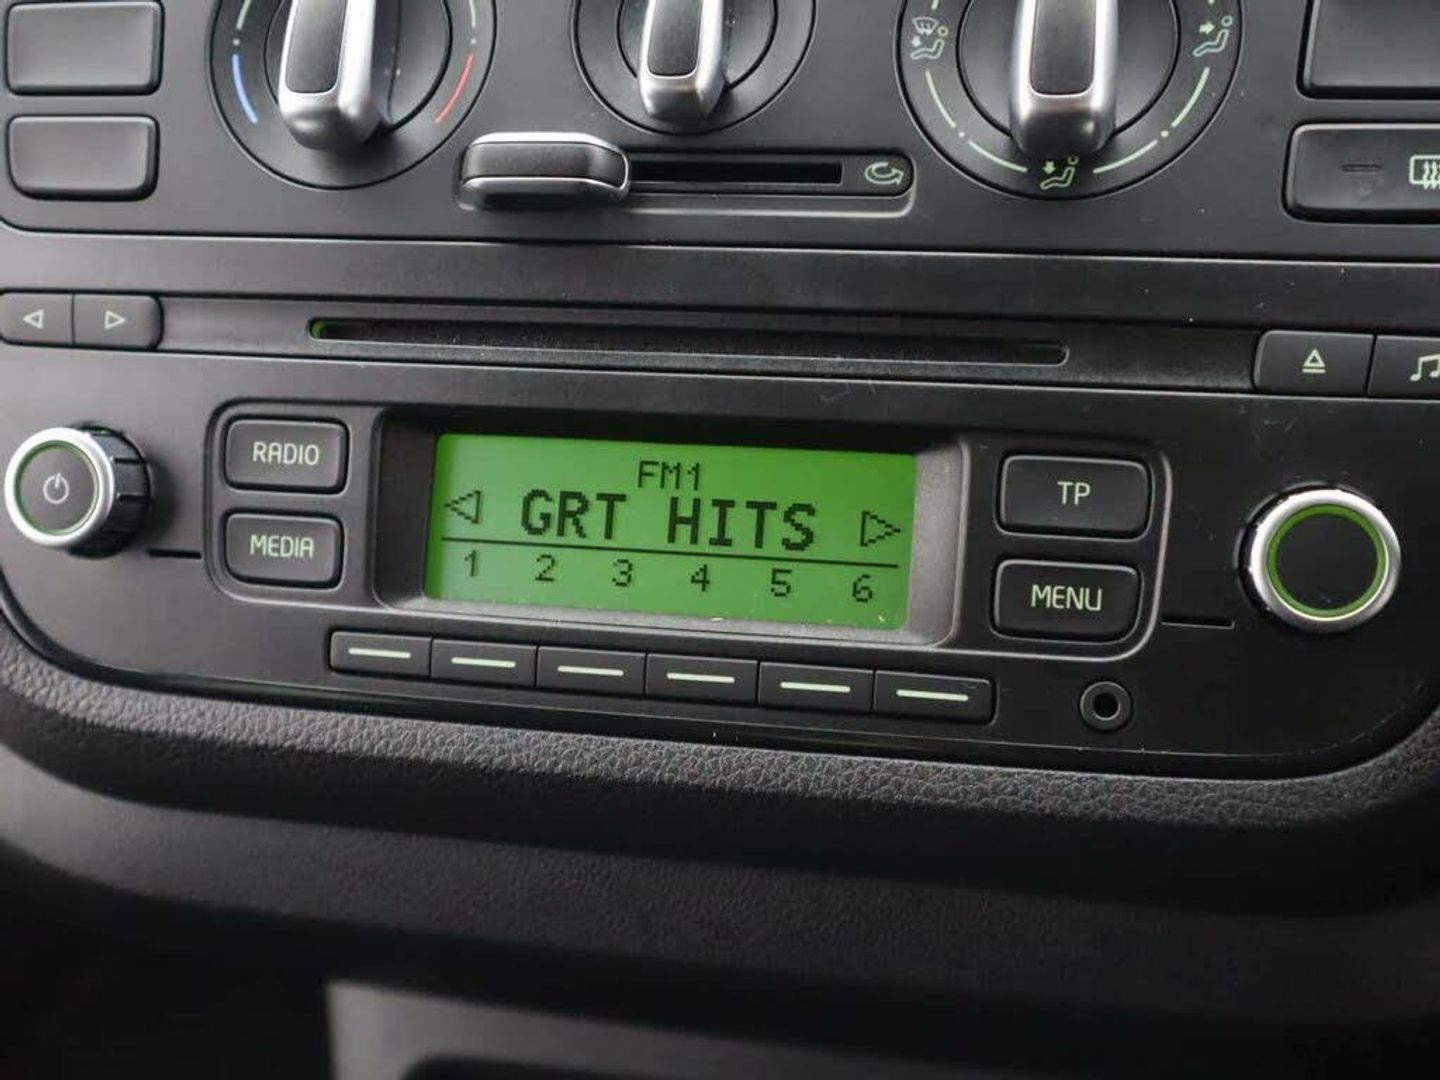 RADIO
MEDIA
FM1
GRT HITS
1 2 3 4 5 6
TP
MENU